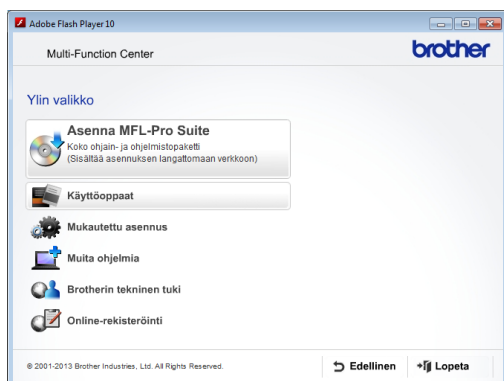 Adobe Flash Player 10
Multi-Function Center
brother
Ylin valikko
Asenna MFL-Pro Suite
Koko ohjain- ja ohjelmistopaketti
(Sisältää asennuksen langattomaan verkkoon)
Käyttöoppaat
Mukautettu asennus
Muita ohjelmia
Brotherin tekninen tuki
Online-rekisteröinti
© 2001-2013 Brother Industries, Ltd. All Rights Reserved.
Edellinen
Lopeta